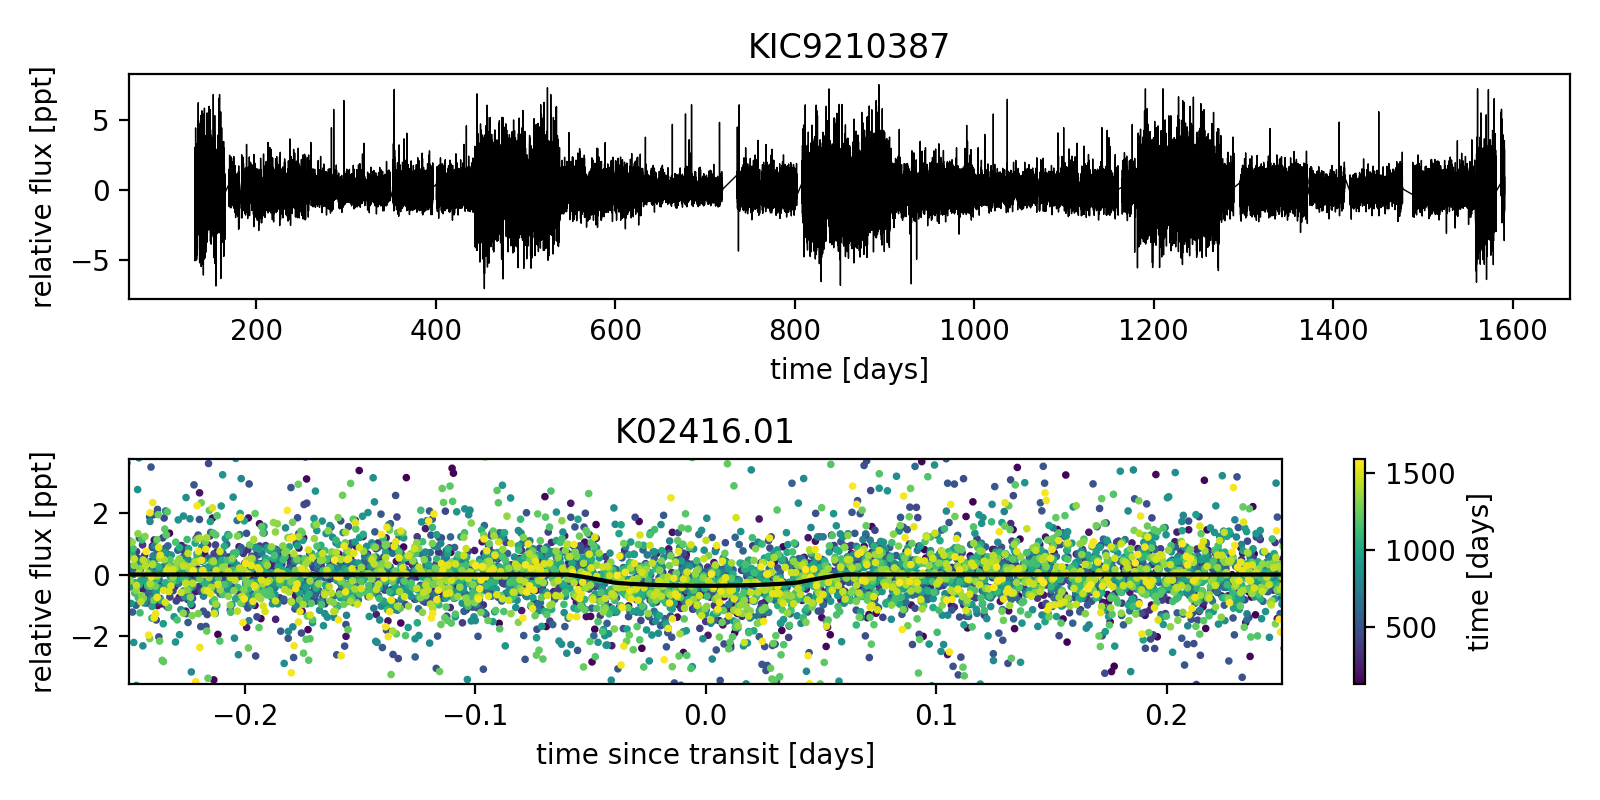 KIC9210387
relative flux [ppt]
5
0
−5
200 400 600 800 1000 1200 1400 1600
time [days]
K02416.01
relative flux [ppt]
2
0
−2
−0.2 −0.1 0.0 0.1 0.2
time since transit [days]
1500
1000
500
time [days]